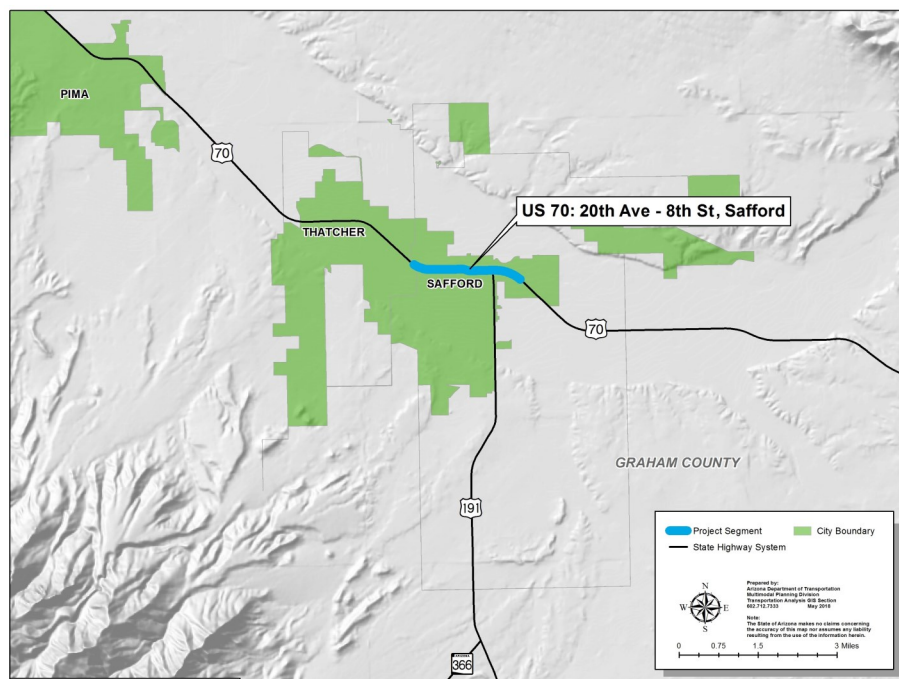 PIMA
70
THATCHER
US 70: 20th Ave - 8th St, Safford
SAFFORD
70
GRAHAM COUNTY
191
ARIZONA
366
Project Segment
City Boundary
State Highway System
N
W E
S
Prepared by:
Arizona Department of Transportation
Multimodal Planning Division
Transportation Analysis GIS Section
602.712.7333 May 2018
Note:
The State of Arizona makes no claims concerning
the accuracy of this map nor assumes any liability
resulting from the use of the information herein.
0 0.75 1.5 3 Miles